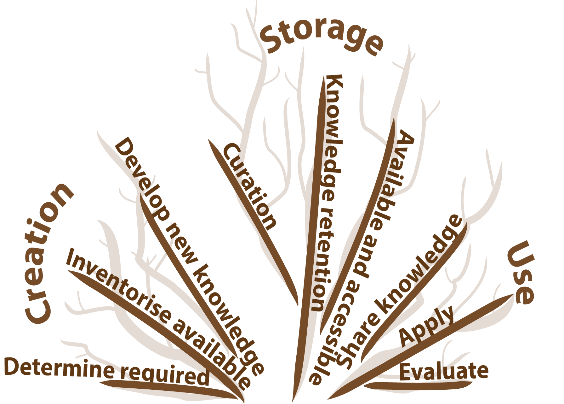 Storage
Creation
Use
Determine required
Inventorise available
Develop new knowledge
Curation
Knowledge retention
Available and accessible
Share knowledge
Apply
Evaluate